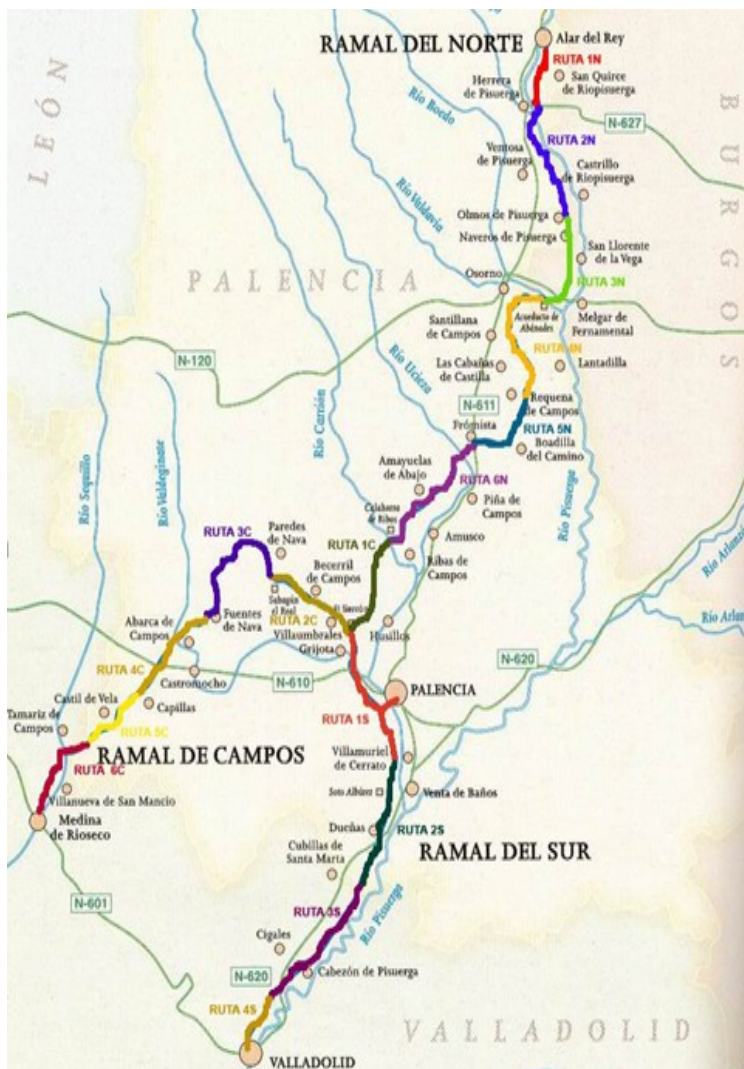 RAMAL DEL NORTE
Alar del Rey
RUTA 1N
San Quirce
de Riopisuerga
Herrera
de Pisuerga
LEÓN
BURGOS
Río Boedo
N-627
RUTA 2N
Ventosa
de Pisuerga
Castrillo
de Riopisuerga
Río Valdavia
Olmos de Pisuerga
Naveros de Pisuerga
San Llorente
de la Vega
PALENCIA
Osorno
RUTA 3N
Acueducto de
Abánades
Melgar de
Fernamental
Santillana
de Campos
RUTA 4N
N-120
Río Ucieza
Las Cabañas
de Castilla
Lantadilla
N-611
Requena
de Campos
Río Carrión
Frómista
RUTA 5N
Boadilla
del Camino
Río Sequillo
Río Valdeginate
Amayuelas
de Abajo
RUTA 6N
Río Pisuerga
Piña de
Campos
Calahorra
de Ribas
Paredes
de Nava
RUTA 3C
RUTA 1C
Amusco
Ribas de
Campos
Becerril
de Campos
Río Arlanzón
Sahagún
el Real
El Serrón
RUTA 2C
Abarca de
Campos
Fuentes
de Nava
Villaumbrales
Husillos
Río Arlanza
Grijota
N-620
RUTA 4C
Castromocho
N-610
PALENCIA
Castil de Vela
Capillas
Tamariz de
Campos
RUTA 5C
RUTA 1S
RAMAL DE CAMPOS
RUTA 6C
Villamuriel
de Cerrato
Villanueva de San Mancio
Soto Albúrez
Venta de Baños
Medina
de Rioseco
Dueñas
RUTA 2S
Cubillas de
Santa Marta
RAMAL DEL SUR
N-601
RUTA 3S
Río Pisuerga
Cigales
N-620
Cabezón de Pisuerga
RUTA 4S
VALLADOLID
VALLADOLID